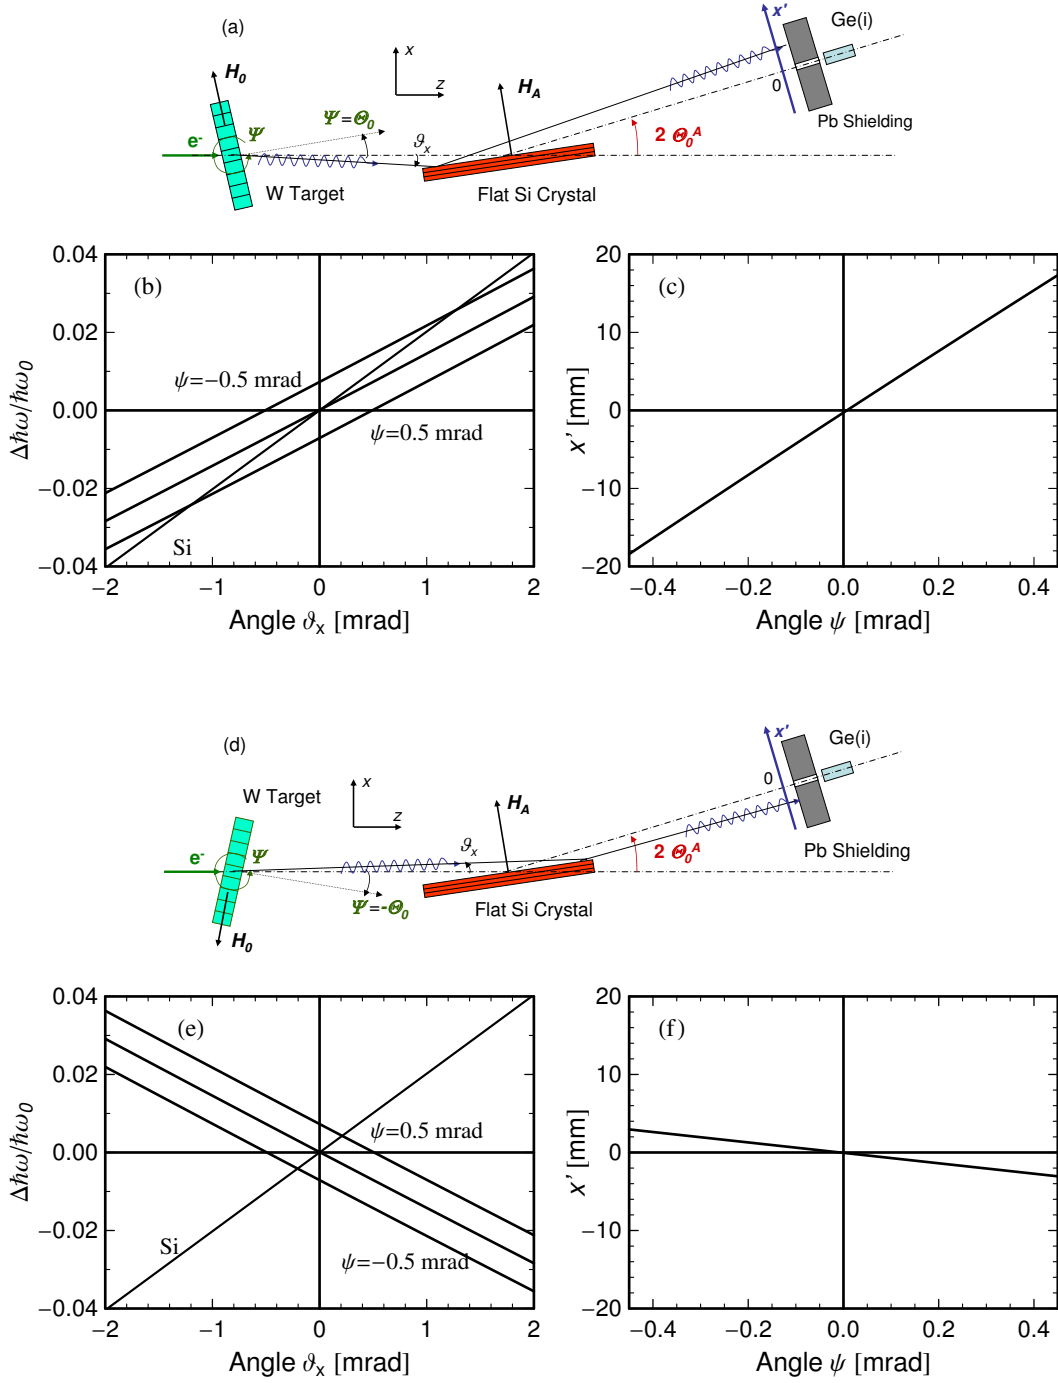 (a)
x'
Ge(i)
H₀
x
z
H_A
0
Ψ
Ψ=Θ₀
e⁻
ϑₓ
2 Θ₀ᴬ
Pb Shielding
W Target
Flat Si Crystal
0.04
0.02
0.00
−0.02
−0.04
Δℏω/ℏω₀
(b)
ψ=−0.5 mrad
ψ=0.5 mrad
Si
−2 −1 0 1 2
Angle ϑₓ [mrad]
20
10
0
−10
−20
x' [mm]
(c)
−0.4 −0.2 0.0 0.2 0.4
Angle ψ [mrad]
(d)
x'
Ge(i)
W Target
x
z
H_A
0
e⁻
Ψ
ϑₓ
2 Θ₀ᴬ
Pb Shielding
Ψ=-Θ₀
Flat Si Crystal
H₀
0.04
0.02
0.00
−0.02
−0.04
Δℏω/ℏω₀
(e)
ψ=0.5 mrad
Si
ψ=−0.5 mrad
−2 −1 0 1 2
Angle ϑₓ [mrad]
20
10
0
−10
−20
x' [mm]
(f)
−0.4 −0.2 0.0 0.2 0.4
Angle ψ [mrad]